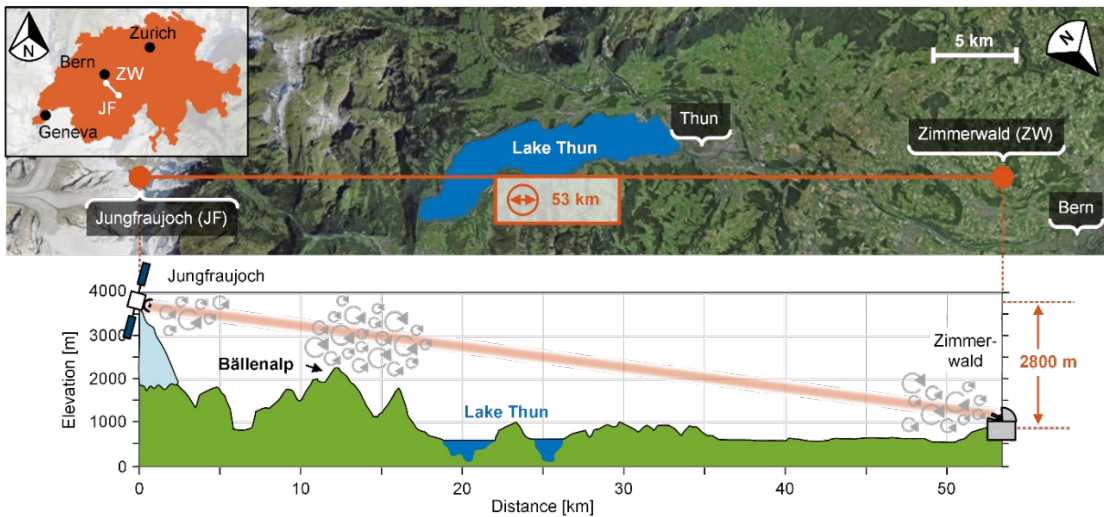 N
Zurich
Bern
ZW
JF
Geneva
5 km
N
Thun
Zimmerwald (ZW)
Lake Thun
53 km
Jungfraujoch (JF)
Bern
Jungfraujoch
4000
3000
2000
1000
0
Elevation [m]
Bällenalp
Lake Thun
Zimmer-
wald
2800 m
0
10
20
30
40
50
Distance [km]